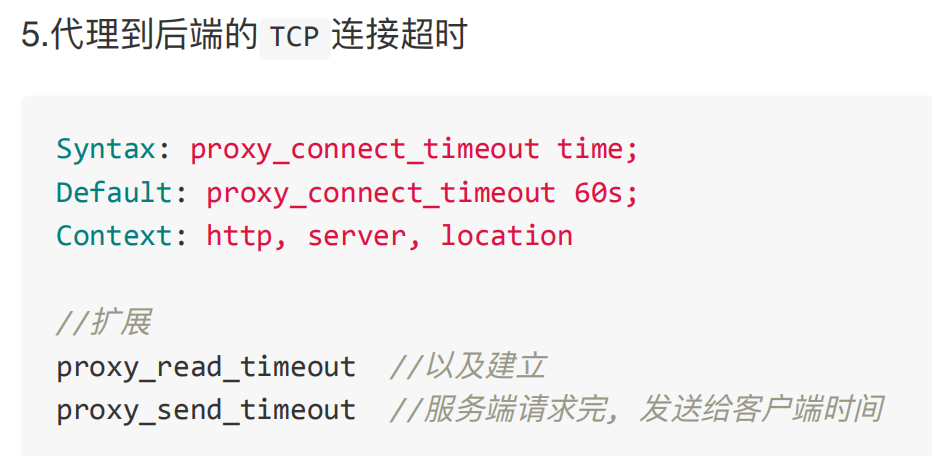 5.代理到后端的 TCP 连接超时
Syntax: proxy_connect_timeout time;
Default: proxy_connect_timeout 60s;
Context: http, server, location
//扩展
proxy_read_timeout  //以及建立
proxy_send_timeout  //服务端请求完, 发送给客户端时间